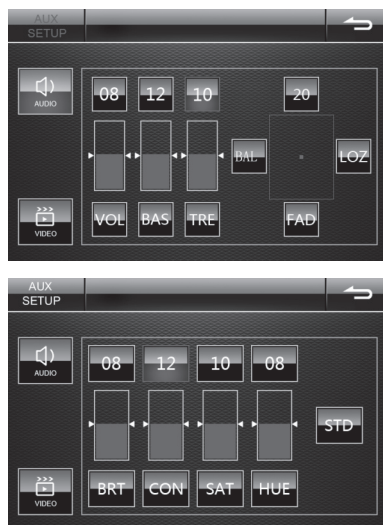 AUX
SETUP
AUDIO
08 12 10 20
BAL LOZ
VIDEO
VOL BAS TRE FAD
AUX
SETUP
AUDIO
08 12 10 08
STD
VIDEO
BRT CON SAT HUE